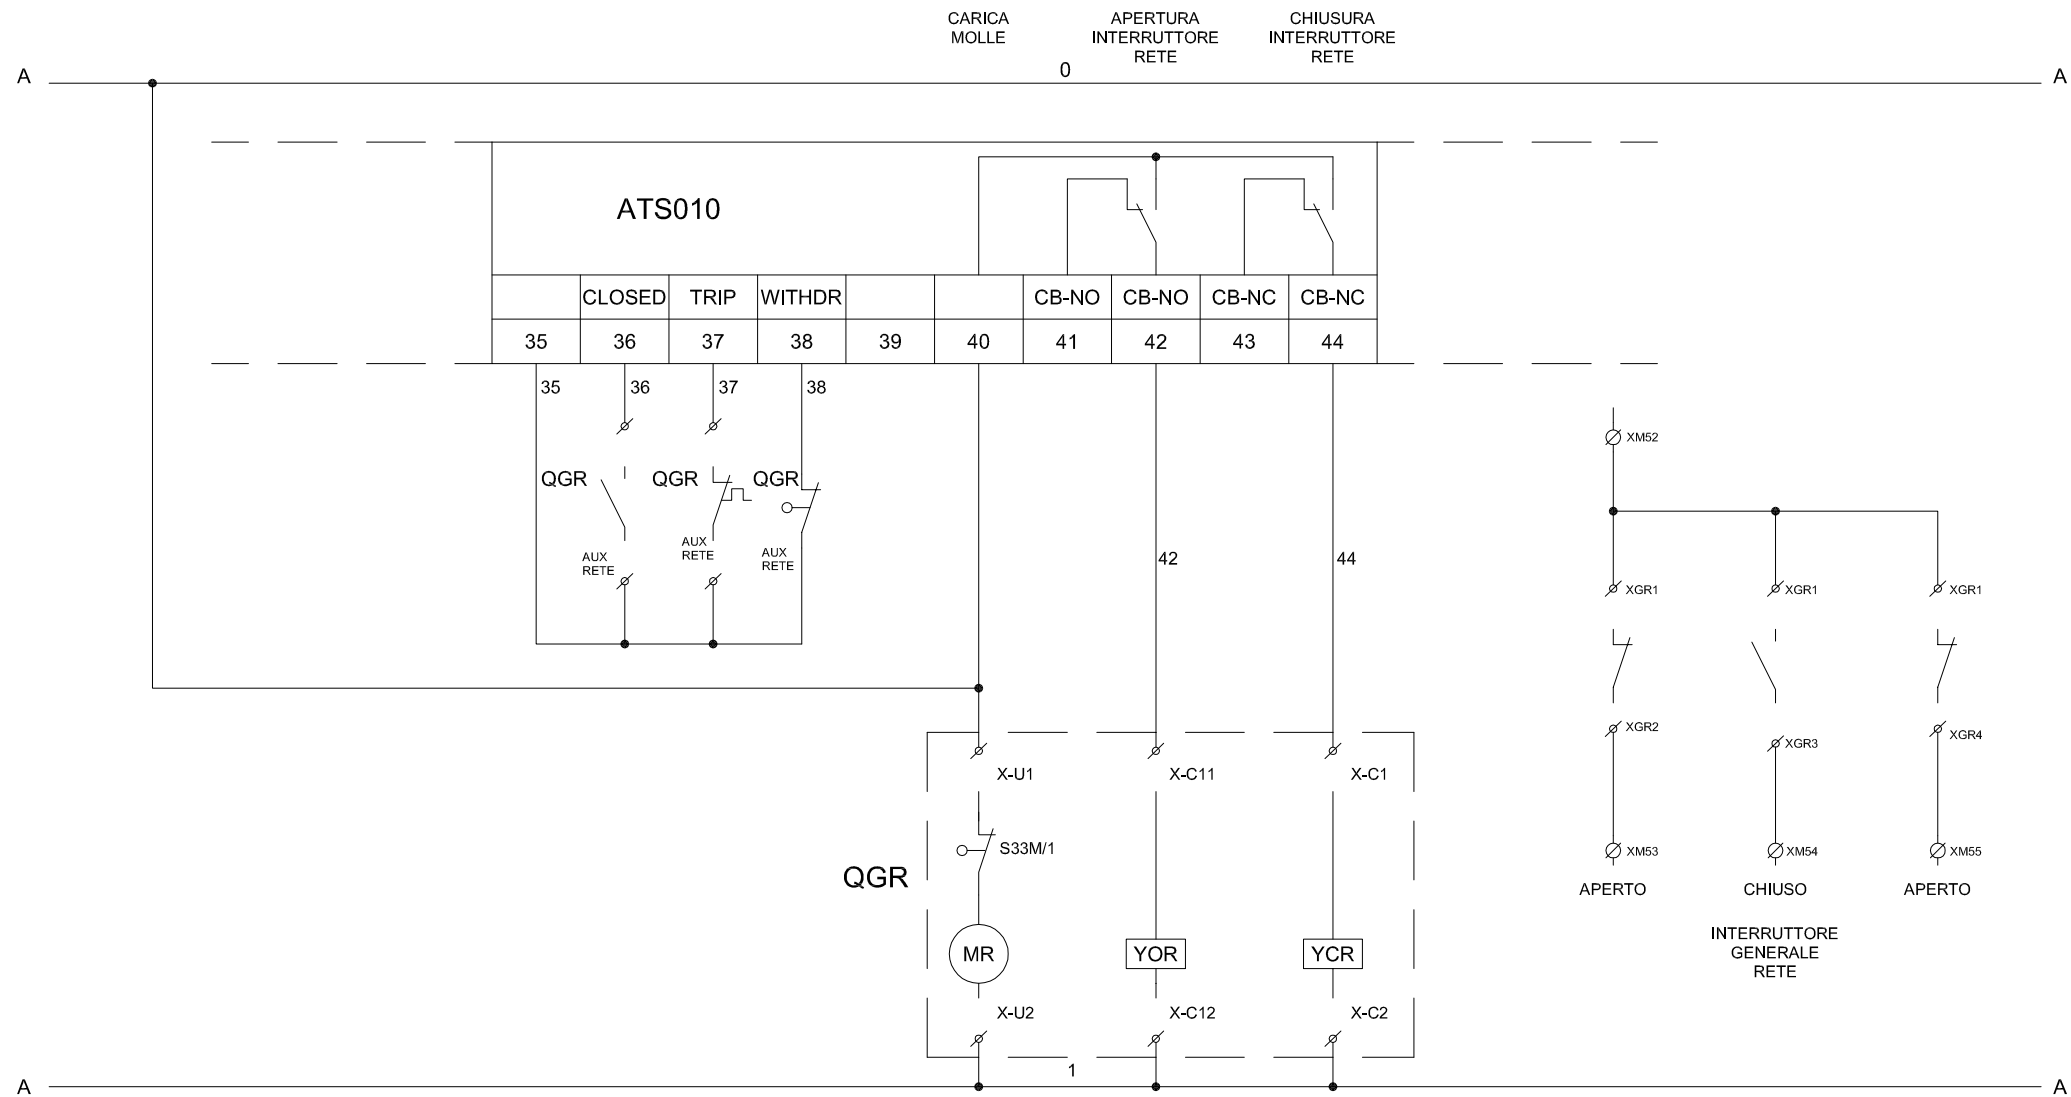 CARICA
MOLLE
APERTURA
INTERRUTTORE
RETE
CHIUSURA
INTERRUTTORE
RETE
A
0
A
ATS010
CLOSED TRIP WITHDR CB-NO CB-NO CB-NC CB-NC
35 36 37 38 39 40 41 42 43 44
35 36 37 38
XM52
QGR QGR QGR
AUX
RETE
AUX
RETE
AUX
RETE
42 44
XGR1 XGR1 XGR1
XGR2 XGR3 XGR4
X-U1 X-C11 X-C1
S33M/1
XM53 XM54 XM55
QGR
APERTO CHIUSO APERTO
INTERRUTTORE
GENERALE
RETE
MR YOR YCR
X-U2 X-C12 X-C2
1
A A